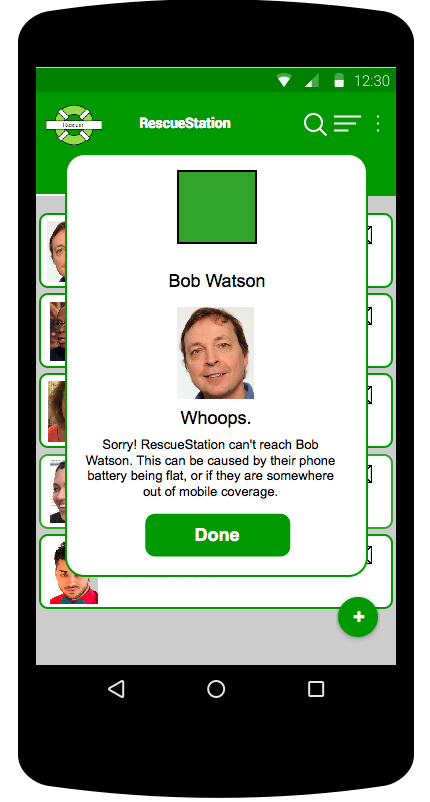 12:30
RescueStation
Bob Watson
Whoops.
Sorry! RescueStation can't reach Bob
Watson. This can be caused by their phone
battery being flat, or if they are somewhere
out of mobile coverage.
Done